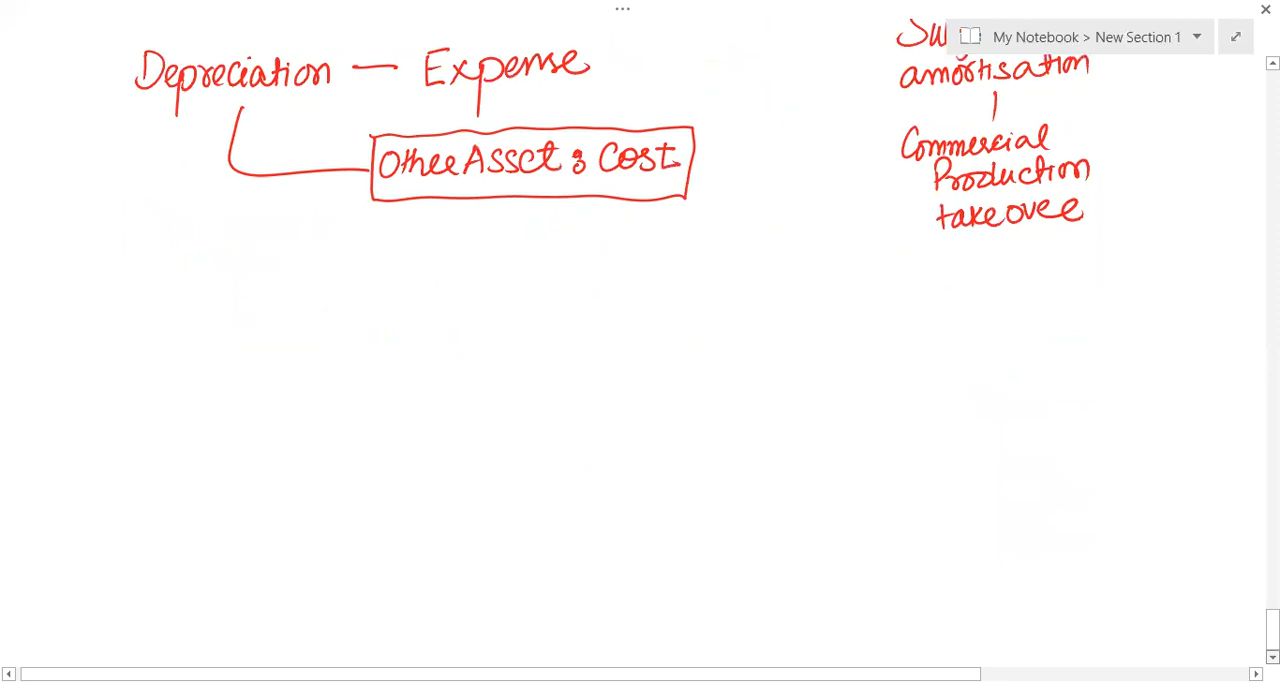 ...
My Notebook > New Section 1
Depreciation — Expense
Other Asset's Cost
amortisation
Commercial
Production
takeover